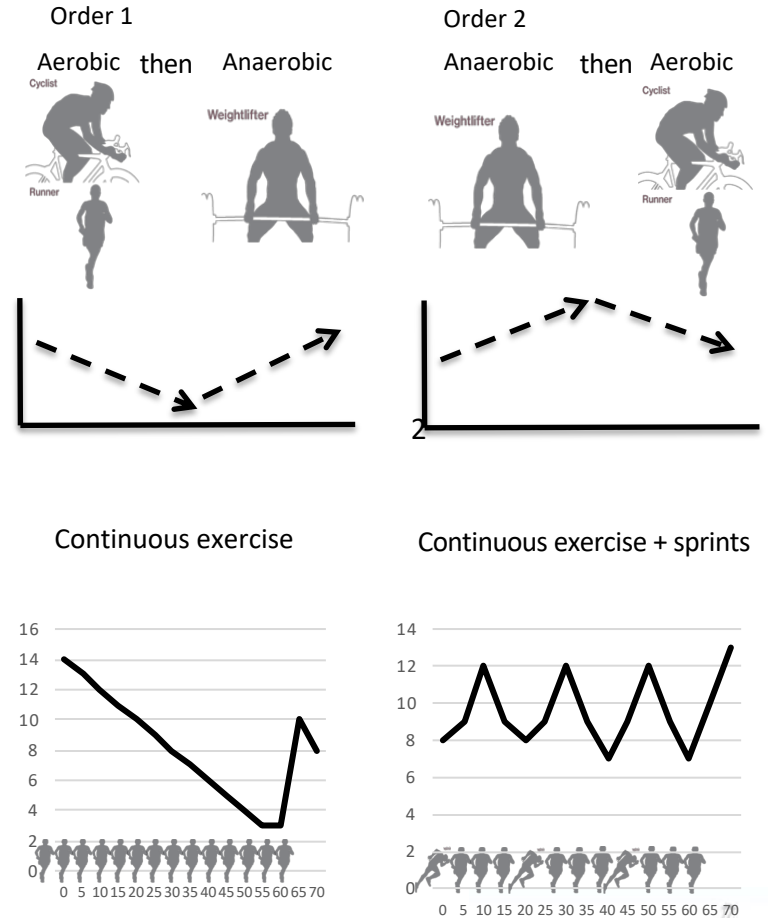 Order 1
Aerobic then Anaerobic
Cyclist
Weightlifter
Runner
Order 2
Anaerobic then Aerobic
Cyclist
Weightlifter
Runner
2
Continuous exercise
16
14
12
10
8
6
4
2
0
0 5 10 15 20 25 30 35 40 45 50 55 60 65 70
Continuous exercise + sprints
14
12
10
8
6
4
2
0
0 5 10 15 20 25 30 35 40 45 50 55 60 65 70